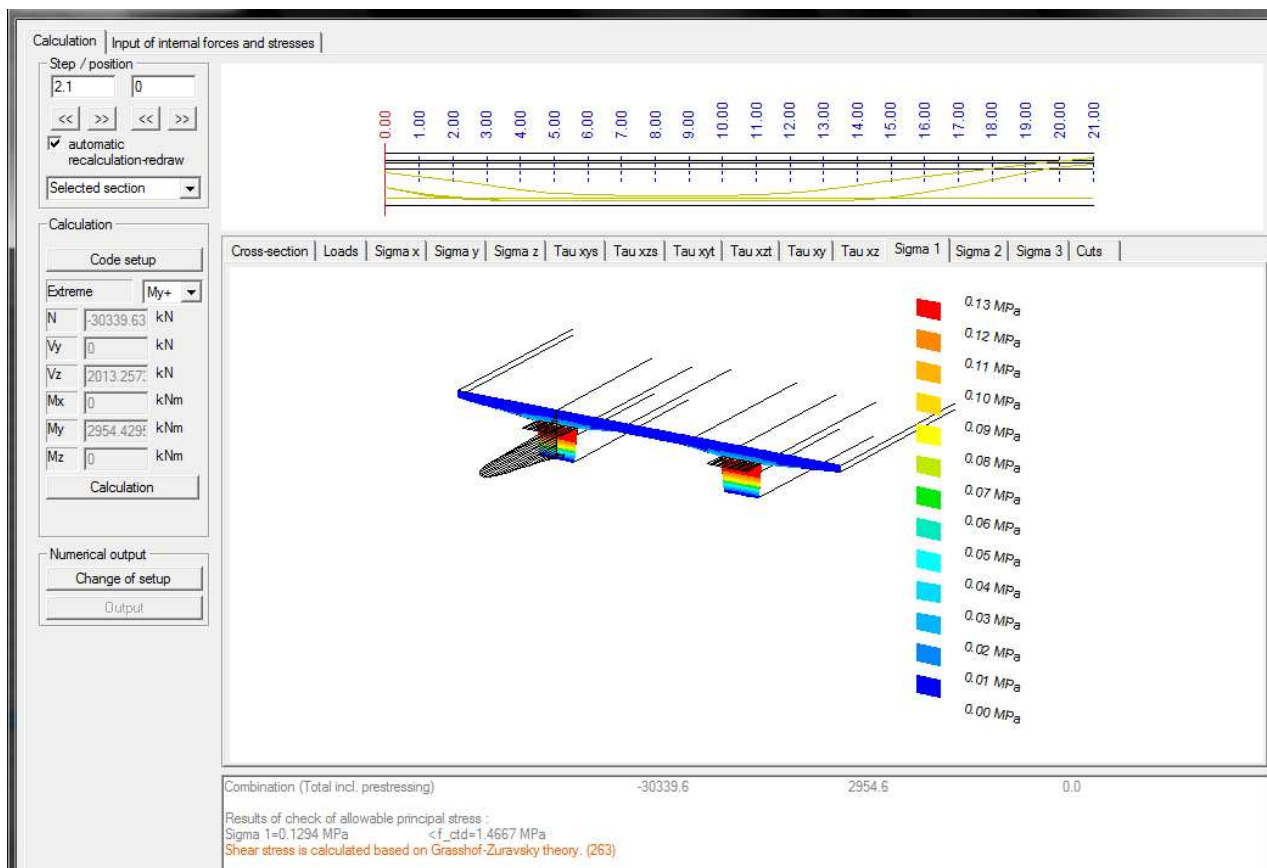 Calculation
Input of internal forces and stresses
Step / position
2.1 0
<< >> << >>
automatic
recalculation-redraw
Selected section
0.00 1.00 2.00 3.00 4.00 5.00 6.00 7.00 8.00 9.00 10.00 11.00 12.00 13.00 14.00 15.00 16.00 17.00 18.00 19.00 20.00 21.00
Calculation
Code setup
Extreme My+
N -30339.63 kN
Vy 0 kN
Vz 2013.257 kN
Mx 0 kNm
My 2954.429 kNm
Mz 0 kNm
Calculation
Numerical output
Change of setup
Output
Cross-section Loads Sigma x Sigma y Sigma z Tau xys Tau xzs Tau xyt Tau xzt Tau xy Tau xz Sigma 1 Sigma 2 Sigma 3 Cuts
0.13 MPa
0.12 MPa
0.11 MPa
0.10 MPa
0.09 MPa
0.08 MPa
0.07 MPa
0.06 MPa
0.05 MPa
0.04 MPa
0.03 MPa
0.02 MPa
0.01 MPa
0.00 MPa
Combination (Total incl. prestressing) -30339.6 2954.6 0.0
Results of check of allowable principal stress :
Sigma 1=0.1294 MPa <f_ctd=1.4667 MPa
Shear stress is calculated based on Grasshof-Zuravsky theory. (263)